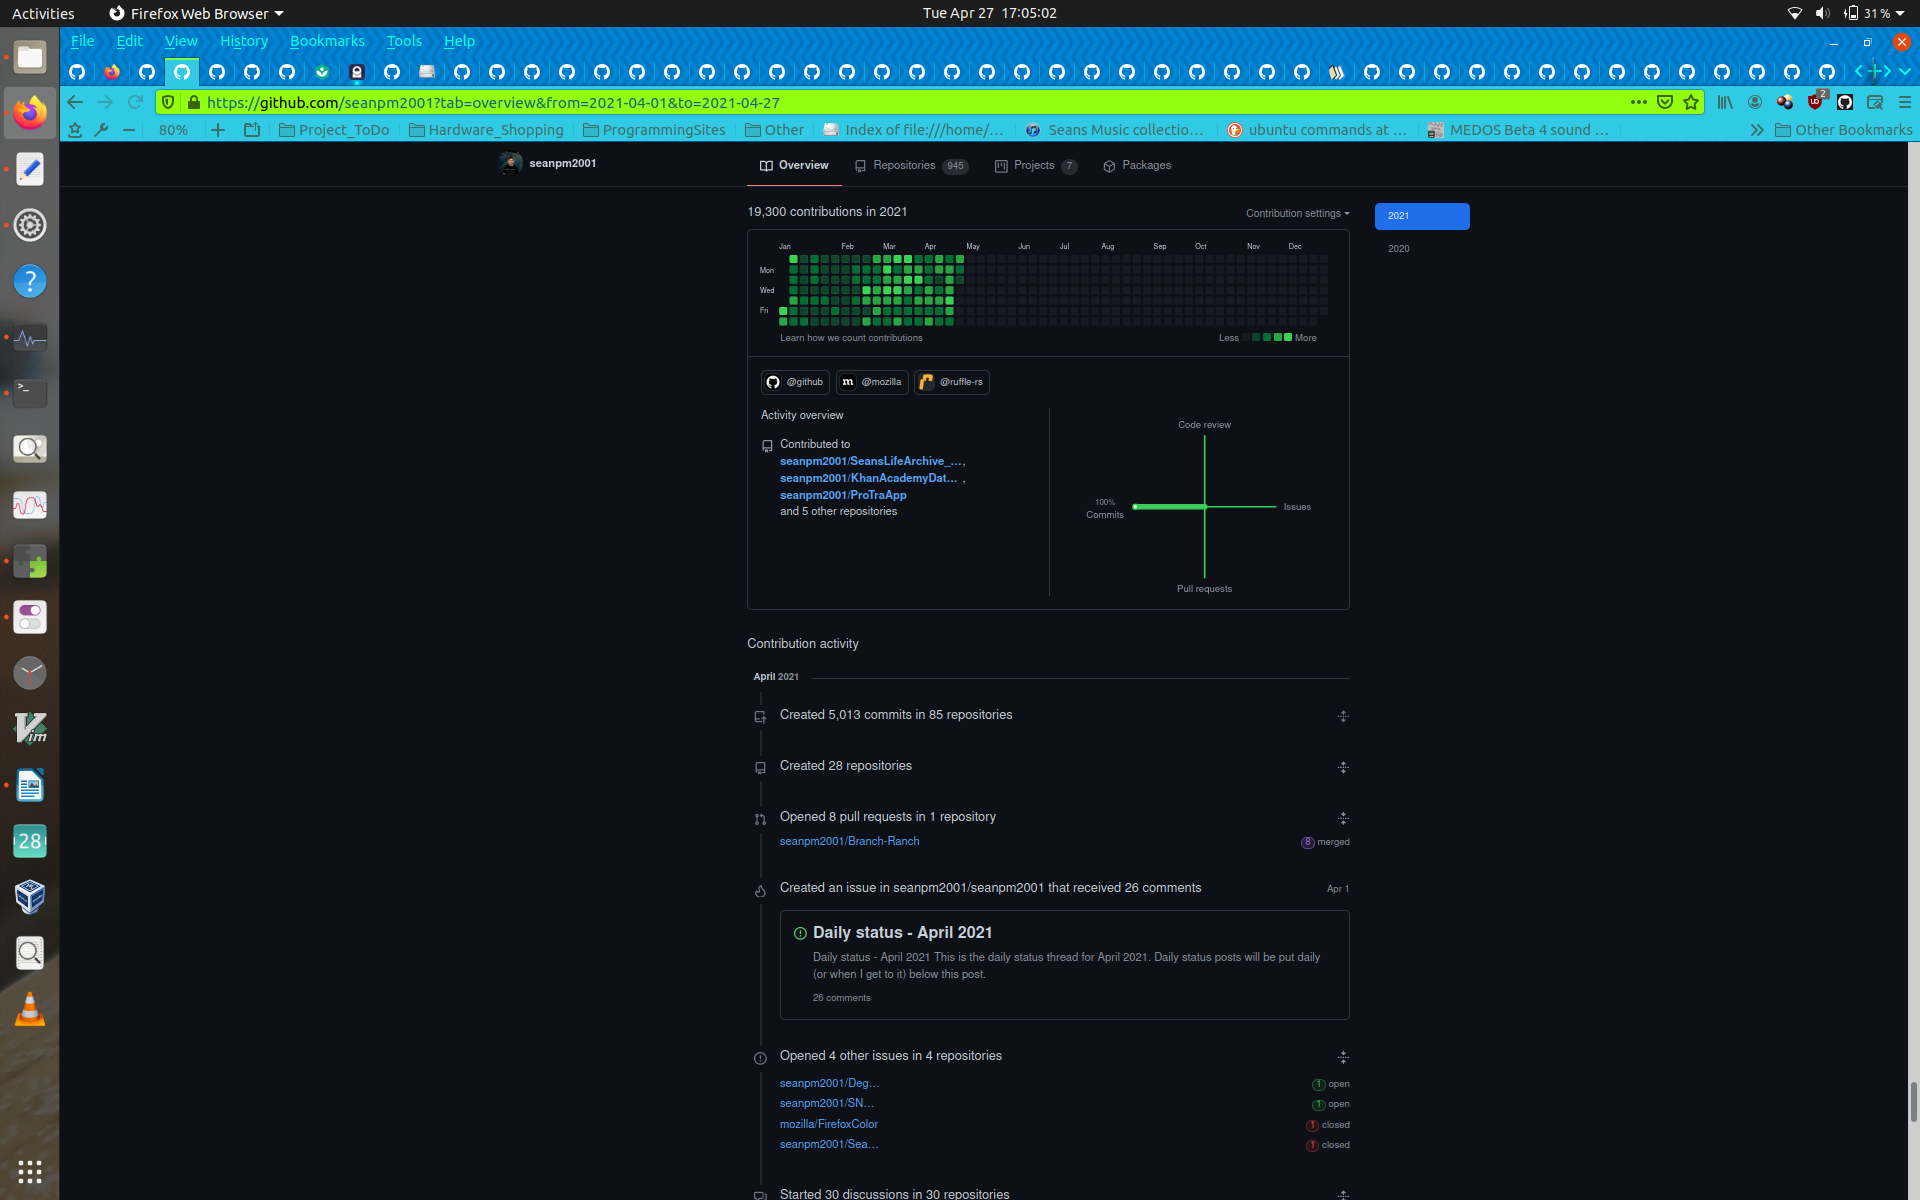 Activities
Firefox Web Browser
Tue Apr 27 17:05:02
31 %
File Edit View History Bookmarks Tools Help
https://github.com/seanpm2001?tab=overview&from=2021-04-01&to=2021-04-27
2
80%
Project_ToDo
Hardware_Shopping
ProgrammingSites
Other
Index of file:///home/...
Seans Music collectio...
ubuntu commands at ...
MEDOS Beta 4 sound ...
Other Bookmarks
seanpm2001
Overview
Repositories 945
Projects 7
Packages
19,300 contributions in 2021
Contribution settings
2021
2020
Jan Feb Mar Apr May Jun Jul Aug Sep Oct Nov Dec
Mon
Wed
Fri
Learn how we count contributions
Less More
@github
@mozilla
@ruffle-rs
Activity overview
Contributed to
seanpm2001/SeansLifeArchive_...,
seanpm2001/KhanAcademyDat... ,
seanpm2001/ProTraApp
and 5 other repositories
Code review
100%
Commits
Issues
Pull requests
Contribution activity
April 2021
Created 5,013 commits in 85 repositories
Created 28 repositories
Opened 8 pull requests in 1 repository
seanpm2001/Branch-Ranch
8 merged
Created an issue in seanpm2001/seanpm2001 that received 26 comments
Apr 1
Daily status - April 2021
Daily status - April 2021 This is the daily status thread for April 2021. Daily status posts will be put daily
(or when I get to it) below this post.
26 comments
Opened 4 other issues in 4 repositories
seanpm2001/Deg...
1 open
seanpm2001/SN...
1 open
mozilla/FirefoxColor
1 closed
seanpm2001/Sea...
1 closed
Started 30 discussions in 30 repositories
28
Vim